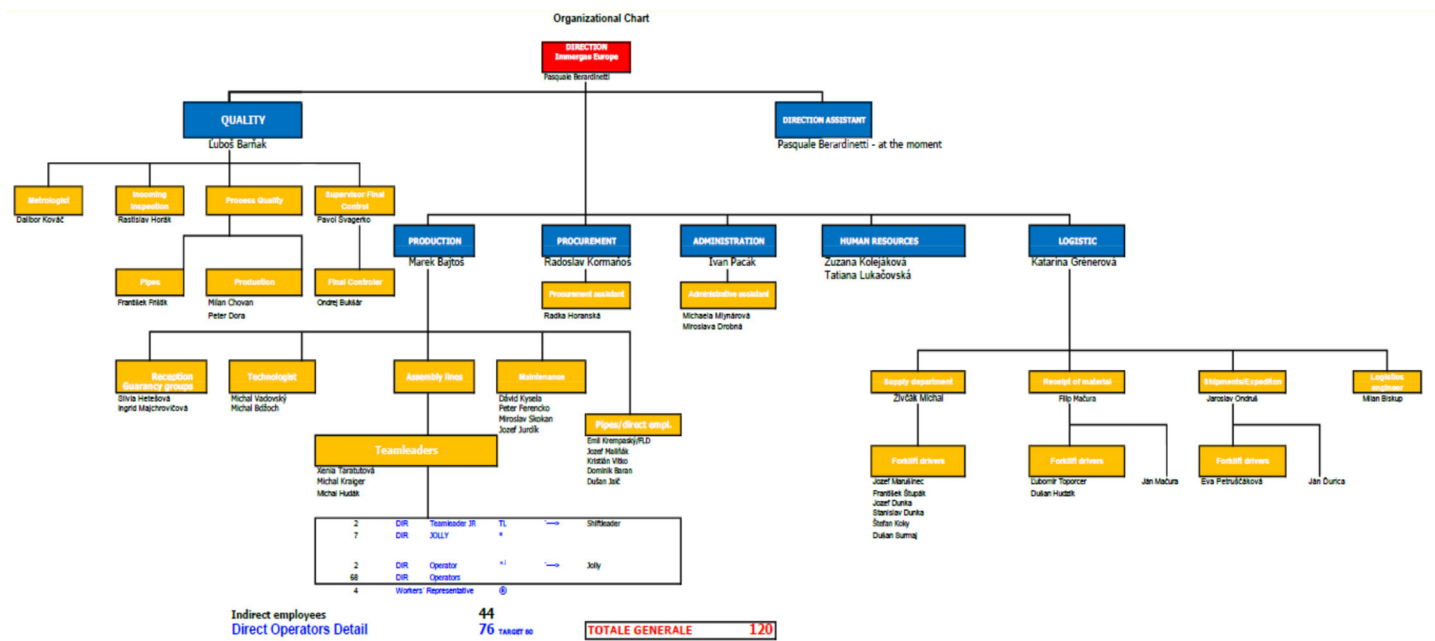 Organizational Chart
DIRECTION
Immergas Europe
Pasquale Berardinetti
QUALITY
Ľuboš Barňak
DIRECTION ASSISTANT
Pasquale Berardinetti - at the moment
Metrologist
Dalibor Kováč
Incoming
Inspection
Rastislav Horák
Process Quality
Supervisor Final
Control
Pavol Švagerko
Pipes
František Frištik
Production
Milan Chovan
Peter Dora
Final Controler
Ondrej Bukšár
PRODUCTION
Marek Bajtoš
PROCUREMENT
Radoslav Kormaňoš
ADMINISTRATION
Ivan Pacák
HUMAN RESOURCES
Zuzana Kolejáková
Tatiana Lukačovská
LOGISTIC
Katarina Grenerová
Procurement assistant
Radka Horanská
Administrative assistant
Michaela Mlynárová
Miroslava Drobná
Reception
Guarancy groups
Silvia Hetešová
Ingrid Majchrovičová
Technologist
Michal Vadovský
Michal Bdžoch
Assembly lines
Maintenance
Dávid Kysela
Peter Ferencko
Miroslav Skokan
Jozef Jurdík
Pipes/direct empl.
Emil Krempaský/FLD
Jozef Maliňák
Kristián Vitko
Dominik Baran
Dušan Jaič
Teamleaders
Xenia Taratutová
Michal Kraiger
Michal Hudák
Supply department
Živčák Michal
Receipt of material
Filip Mačura
Shipments/Expedition
Jaroslav Ondruš
Logistics
engineer
Milan Biskup
Forklift drivers
Jozef Marušinec
František Štupák
Jozef Dunka
Stanislav Dunka
Štefan Koky
Dušan Surmaj
Forklift drivers
Ľubomír Toporcer
Dušan Hudzik
Ján Mačura
Forklift drivers
Eva Petruščáková
Ján Ďurica
2 DIR Teamleader JR TL '---> Shiftleader
7 DIR JOLLY *
2 DIR Operator '---> Jolly
68 DIR Operators
4 Workers´ Representative ®
Indirect employees 44
Direct Operators Detail 76 TARGET 80
TOTALE GENERALE 120